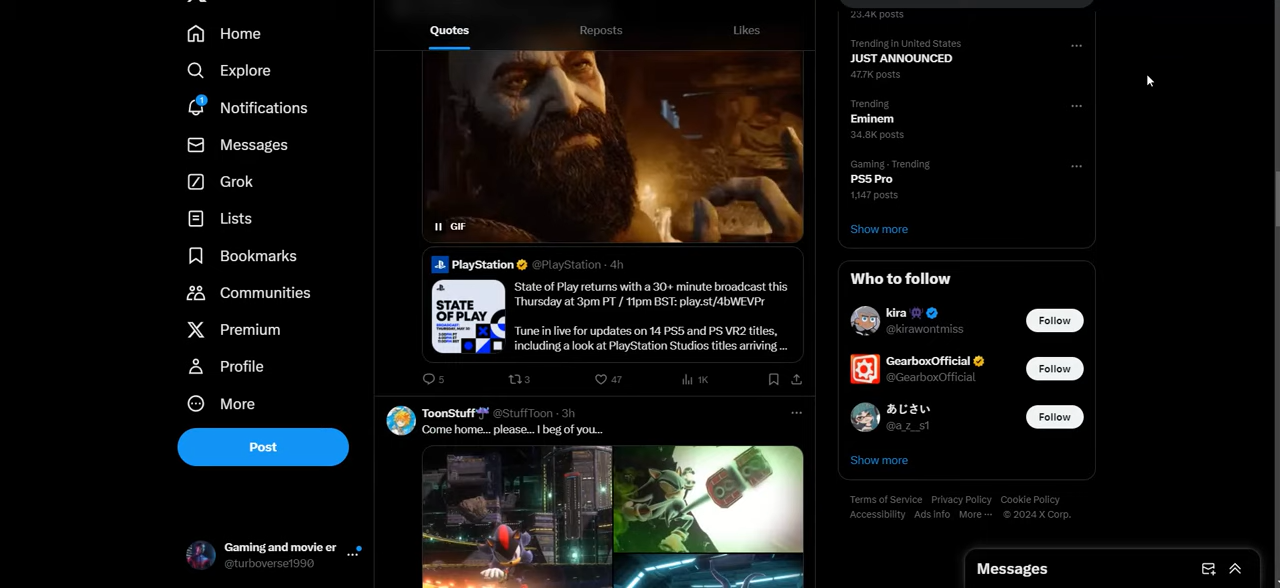 Home
Explore
1
Notifications
Messages
Grok
Lists
Bookmarks
Communities
Premium
Profile
More
Post
Gaming and movie er
@turboverse1990
Quotes
Reposts
Likes
GIF
PlayStation @PlayStation · 4h
STATE
OF PLAY
State of Play returns with a 30+ minute broadcast this
Thursday at 3pm PT / 11pm BST: play.st/4bWEVPr
Tune in live for updates on 14 PS5 and PS VR2 titles,
including a look at PlayStation Studios titles arriving ...
5
3
47
1K
ToonStuff @StuffToon · 3h
Come home... please... I beg of you...
23.4K posts
Trending in United States
JUST ANNOUNCED
47.7K posts
Trending
Eminem
34.8K posts
Gaming · Trending
PS5 Pro
1,147 posts
Show more
Who to follow
kira
@kirawontmiss
Follow
GearboxOfficial
@GearboxOfficial
Follow
あじさい
@a_z__s1
Follow
Show more
Terms of Service Privacy Policy Cookie Policy
Accessibility Ads info More ··· © 2024 X Corp.
Messages